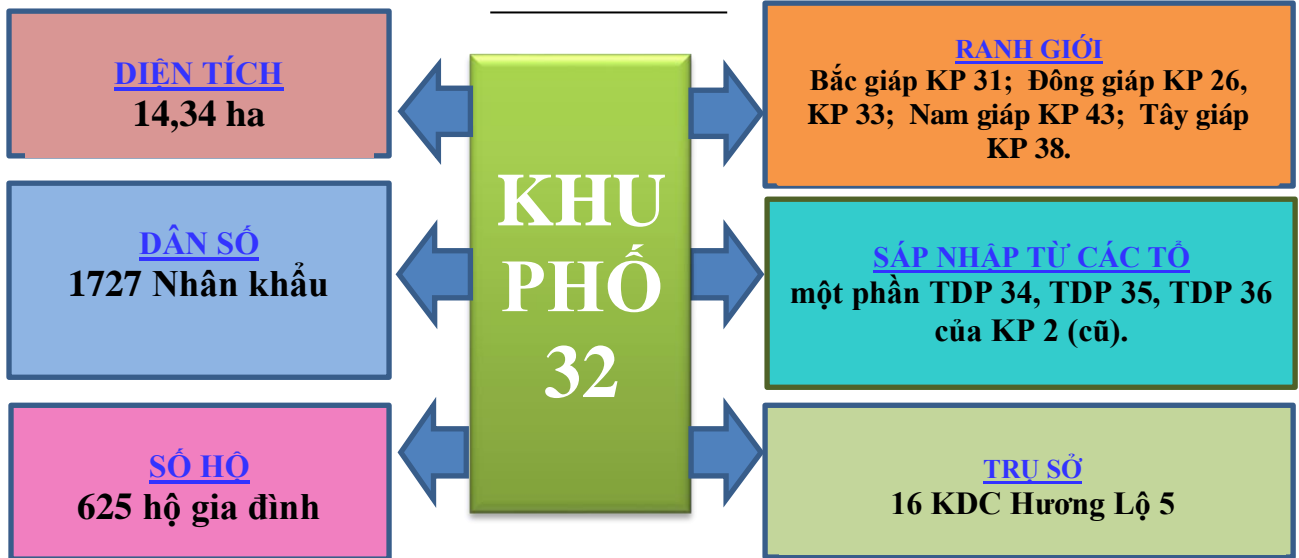 DIỆN TÍCH
14,34 ha
DÂN SỐ
1727 Nhân khẩu
SỐ HỘ
625 hộ gia đình
KHU
PHỐ
32
RANH GIỚI
Bắc giáp KP 31; Đông giáp KP 26,
KP 33; Nam giáp KP 43; Tây giáp
KP 38.
SÁP NHẬP TỪ CÁC TỔ
một phần TDP 34, TDP 35, TDP 36
của KP 2 (cũ).
TRỤ SỞ
16 KDC Hương Lộ 5